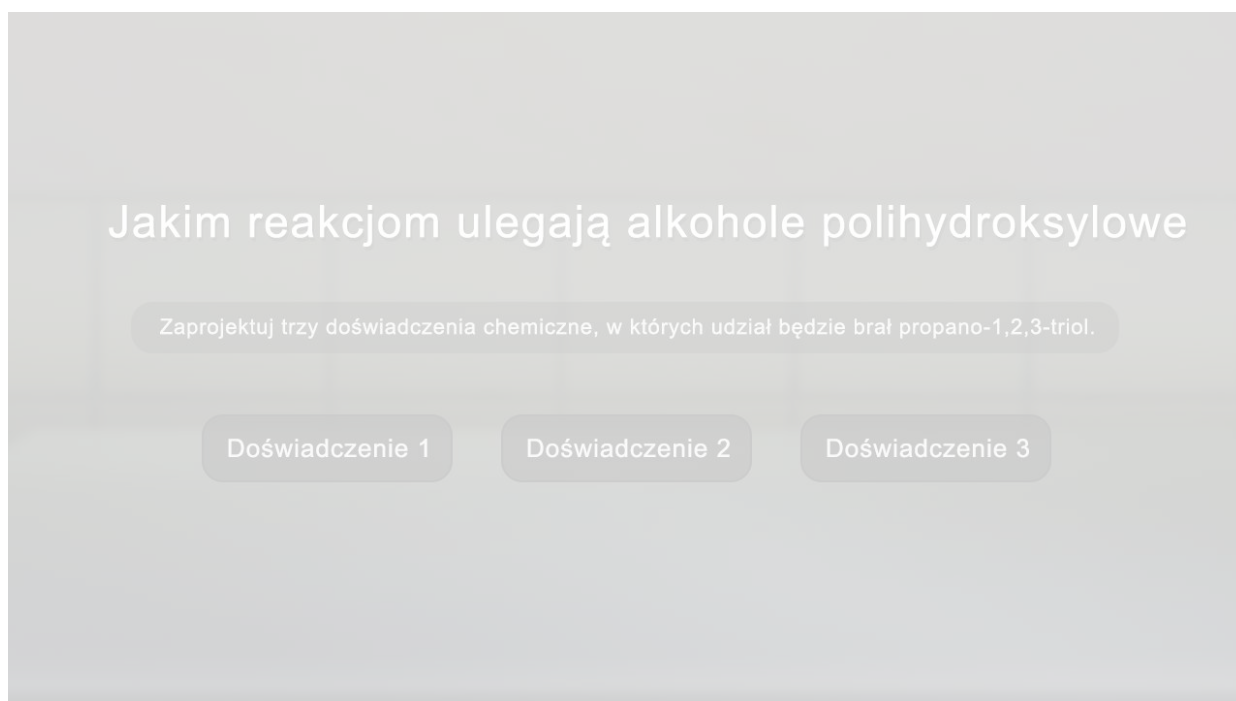 Jakim reakcjom ulegają alkohole polihydroksylowe
Zaprojektuj trzy doświadczenia chemiczne, w których udział będzie brał propano-1,2,3-triol.
Doświadczenie 1
Doświadczenie 2
Doświadczenie 3